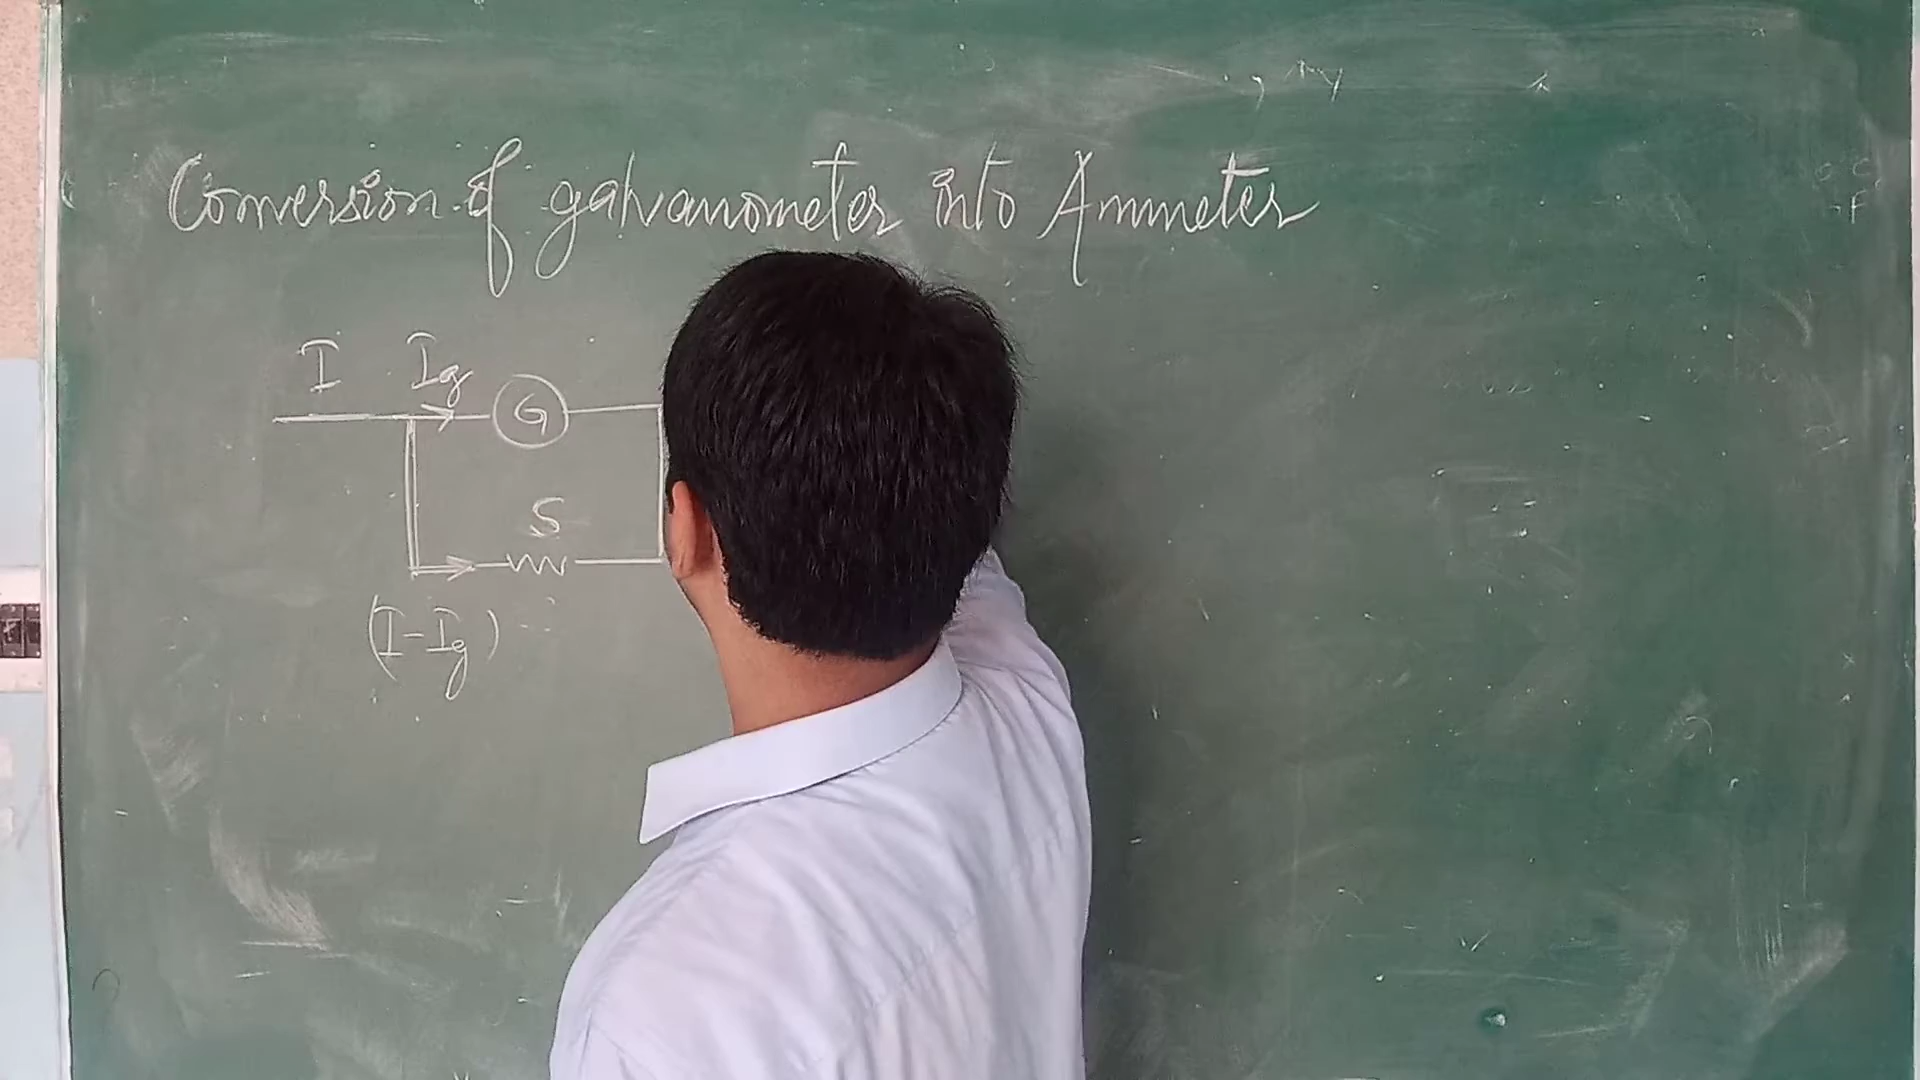 Conversion of galvanometer into Ammeter
I Ig
G
S
(I-Ig)